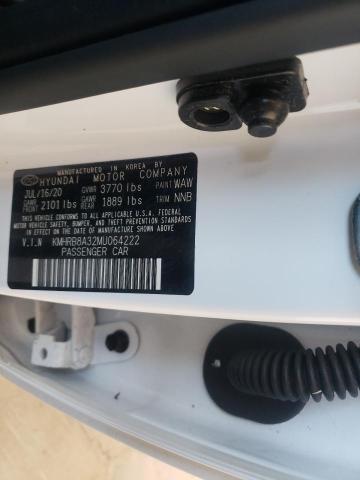 MANUFACTURED IN KOREA BY
HYUNDAI MOTOR COMPANY
JUL/16/20 GVWR 3770 lbs PAINT WAW
GAWR FRONT 2101 lbs GAWR REAR 1889 lbs TRIM NNB
THIS VEHICLE CONFORMS TO ALL APPLICABLE
U.S. FEDERAL MOTOR VEHICLE SAFETY,
BUMPER, AND THEFT PREVENTION STANDARDS
IN EFFECT ON THE DATE OF
MANUFACTURE SHOWN ABOVE.
V.I.N KMHRB8A32MU064222
PASSENGER CAR